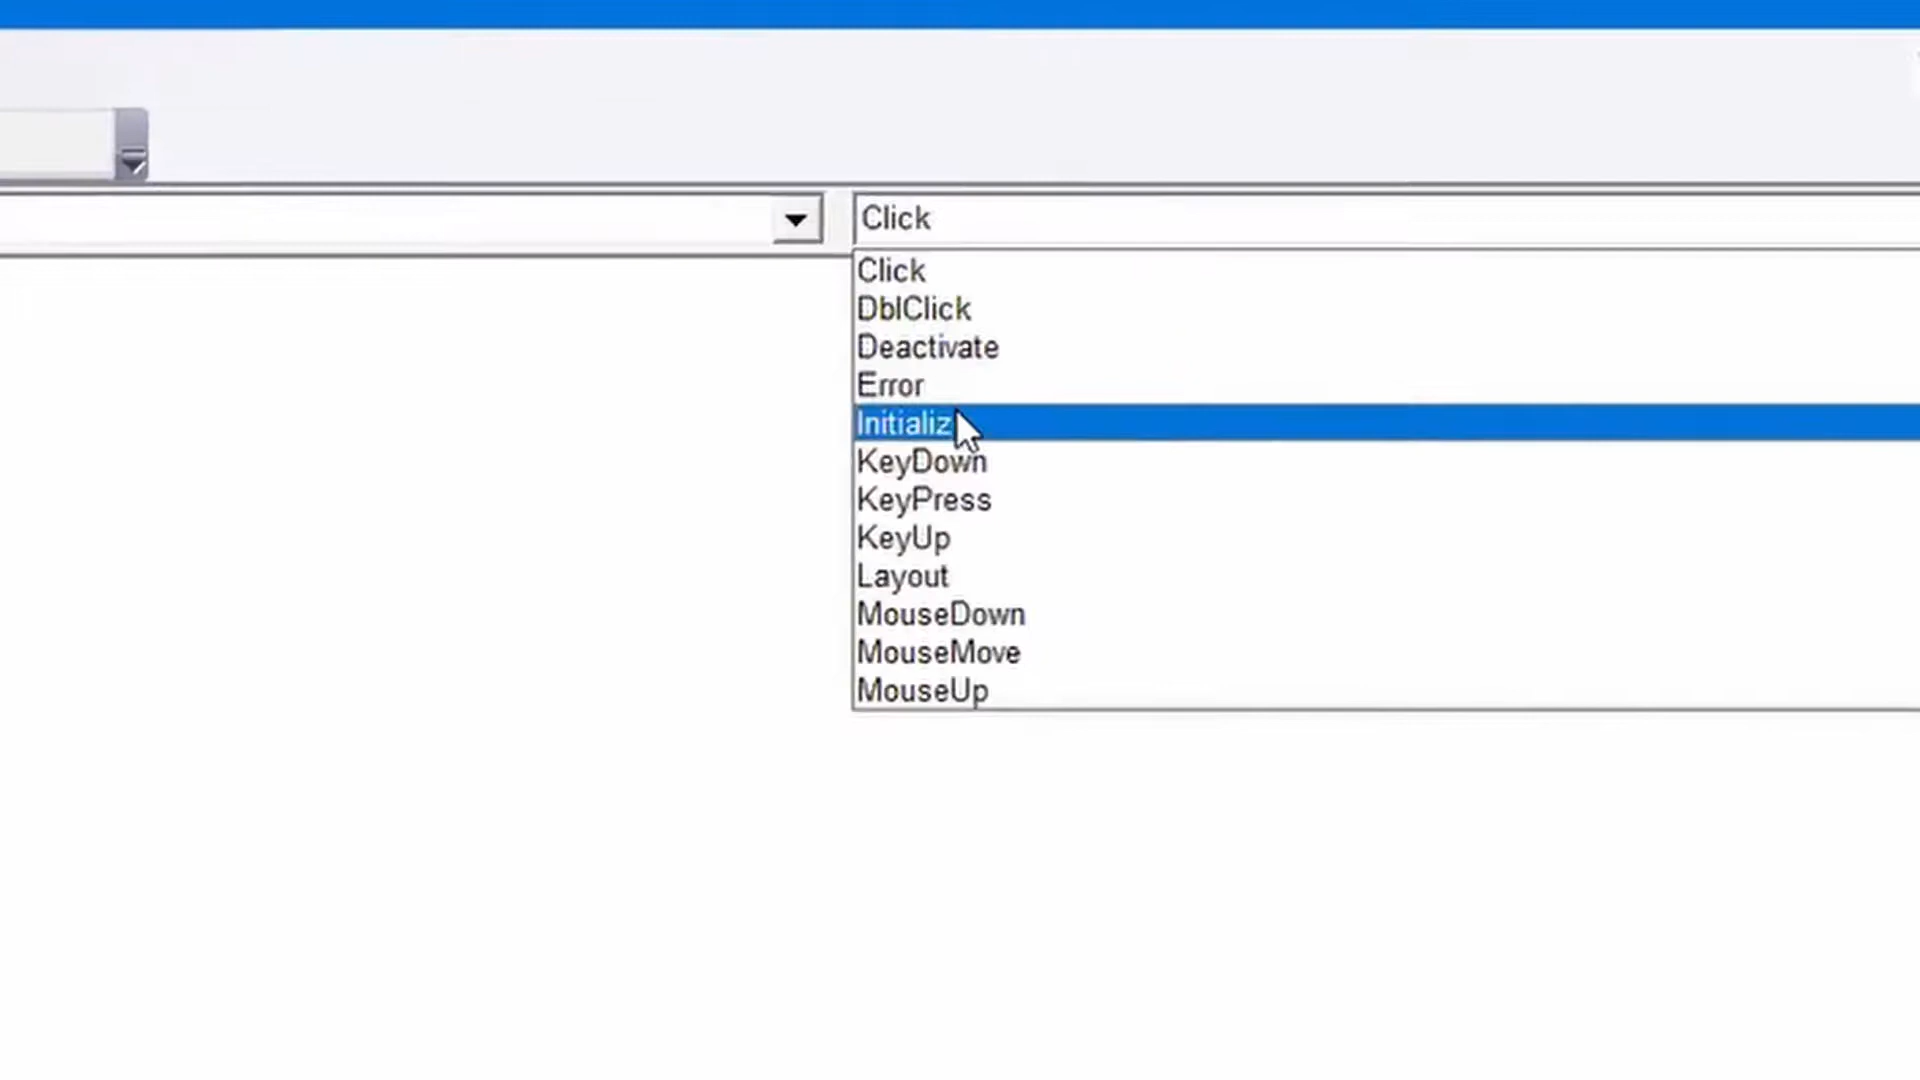 Click
Click
DblClick
Deactivate
Error
Initializ
KeyDown
KeyPress
KeyUp
Layout
MouseDown
MouseMove
MouseUp